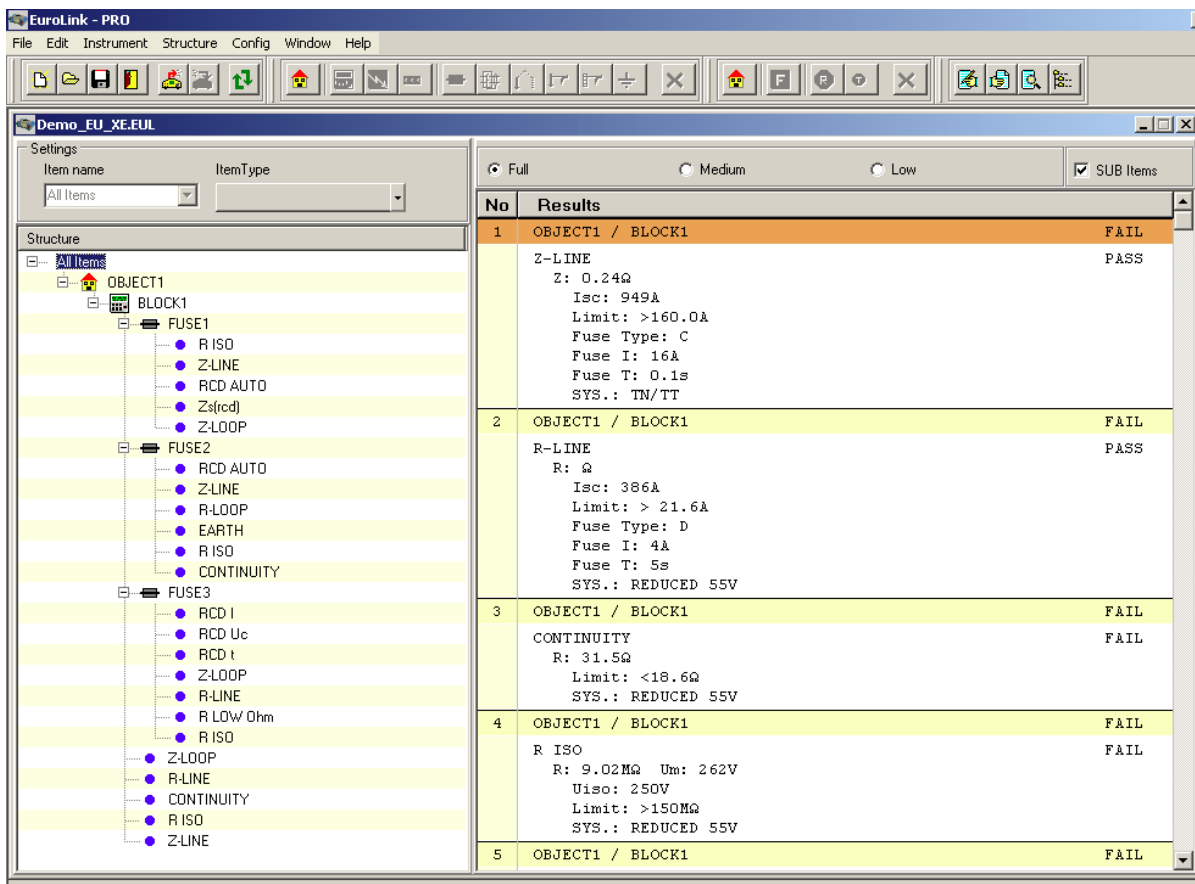 EuroLink - PRO
File Edit Instrument Structure Config Window Help
Demo_EU_XE.EUL
Settings
Item name ItemType
All Items
Full Medium Low SUB Items
Structure
All Items
OBJECT1
BLOCK1
FUSE1
R ISO
Z-LINE
RCD AUTO
Zs(rcd)
Z-LOOP
FUSE2
RCD AUTO
Z-LINE
R-LOOP
EARTH
R ISO
CONTINUITY
FUSE3
RCD I
RCD Uc
RCD t
Z-LOOP
R-LINE
R LOW Ohm
R ISO
Z-LOOP
R-LINE
CONTINUITY
R ISO
Z-LINE
No Results
1 OBJECT1 / BLOCK1 FAIL
Z-LINE PASS
Z: 0.24Ω
Isc: 949A
Limit: >160.0A
Fuse Type: C
Fuse I: 16A
Fuse T: 0.1s
SYS.: TN/TT
2 OBJECT1 / BLOCK1 FAIL
R-LINE PASS
R: Ω
Isc: 386A
Limit: > 21.6A
Fuse Type: D
Fuse I: 4A
Fuse T: 5s
SYS.: REDUCED 55V
3 OBJECT1 / BLOCK1 FAIL
CONTINUITY FAIL
R: 31.5Ω
Limit: <18.6Ω
SYS.: REDUCED 55V
4 OBJECT1 / BLOCK1 FAIL
R ISO FAIL
R: 9.02MΩ Um: 262V
Uiso: 250V
Limit: >150MΩ
SYS.: REDUCED 55V
5 OBJECT1 / BLOCK1 FAIL